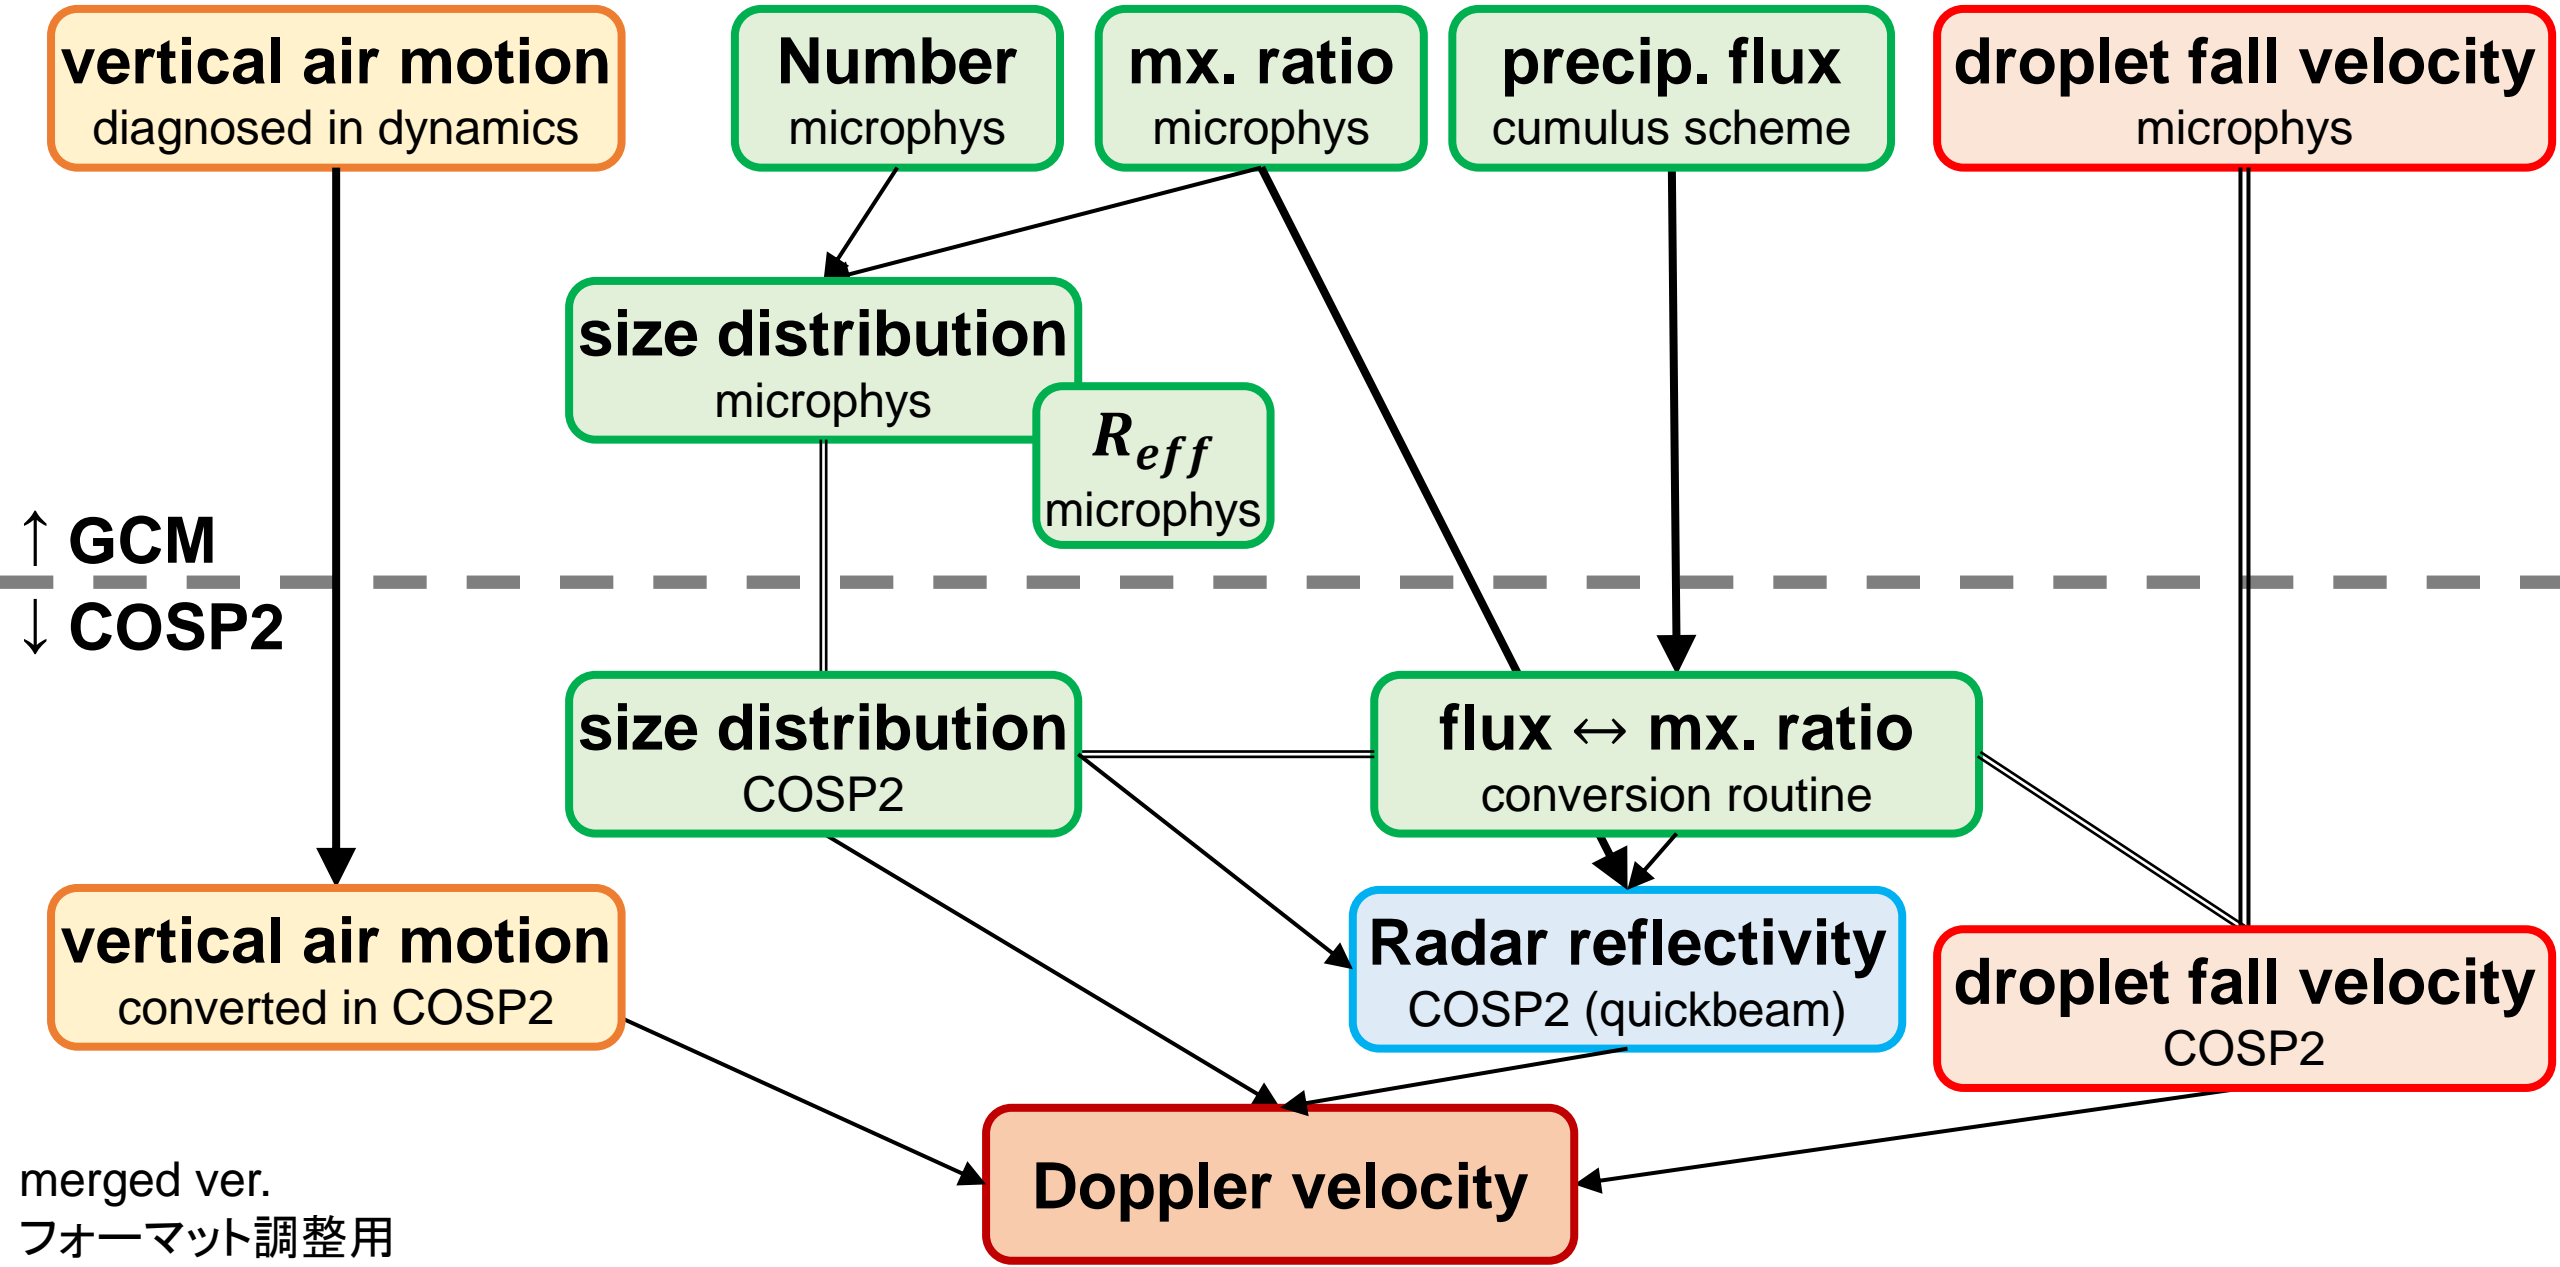 vertical air motion
diagnosed in dynamics
Number
microphys
mx. ratio
microphys
precip. flux
cumulus scheme
droplet fall velocity
microphys
size distribution
microphys
R_eff
microphys
↑ GCM
↓ COSP2
size distribution
COSP2
flux ↔ mx. ratio
conversion routine
vertical air motion
converted in COSP2
Radar reflectivity
COSP2 (quickbeam)
droplet fall velocity
COSP2
Doppler velocity
merged ver.
フォーマット調整用